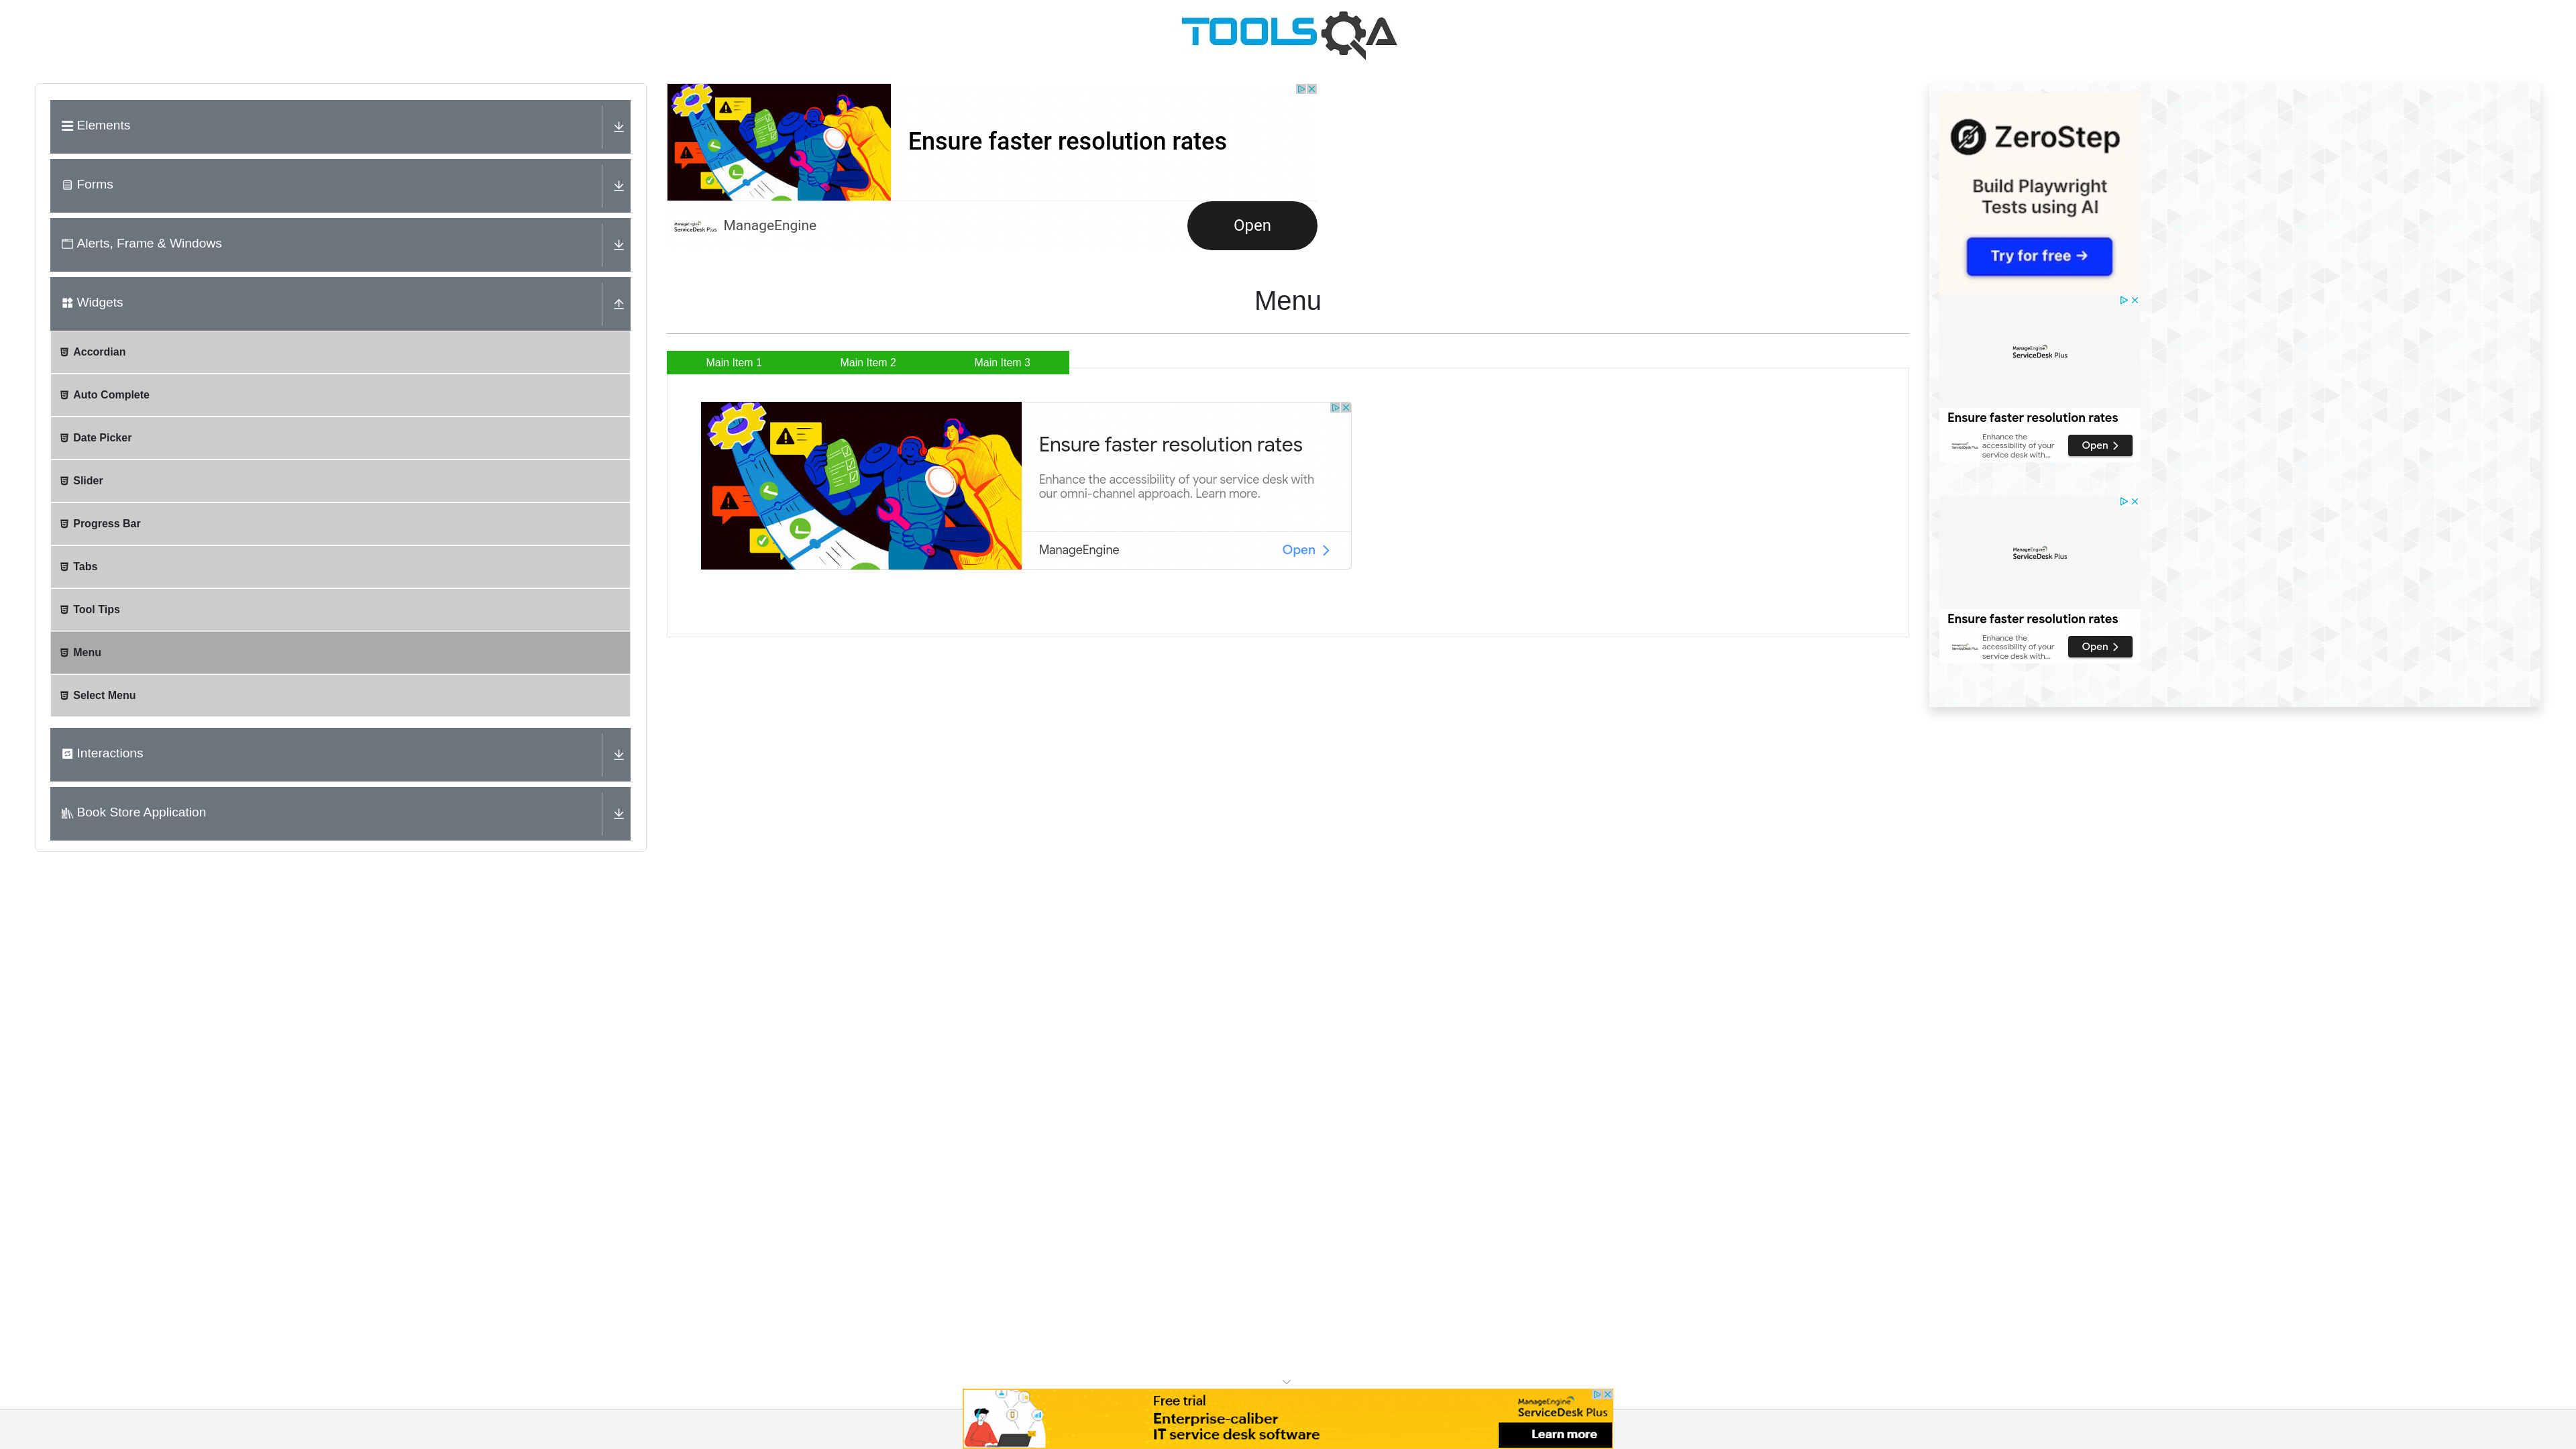 TOOLSQA
Elements
Forms
Alerts, Frame & Windows
Widgets
Accordian
Auto Complete
Date Picker
Slider
Progress Bar
Tabs
Tool Tips
Menu
Select Menu
Interactions
Book Store Application
Ensure faster resolution rates
ManageEngine
ServiceDesk Plus
ManageEngine
Open
Menu
Main Item 1
Main Item 2
Main Item 3
Ensure faster resolution rates
Enhance the accessibility of your service desk with
our omni-channel approach. Learn more.
ManageEngine
Open
ZeroStep
Build Playwright
Tests using AI
Try for free →
ManageEngine
ServiceDesk Plus
Ensure faster resolution rates
ServiceDesk Plus
Enhance the
accessibility of your
service desk with...
Open
ManageEngine
ServiceDesk Plus
Ensure faster resolution rates
ServiceDesk Plus
Enhance the
accessibility of your
service desk with...
Open
Free trial
Enterprise-caliber
IT service desk software
ManageEngine
ServiceDesk Plus
Learn more